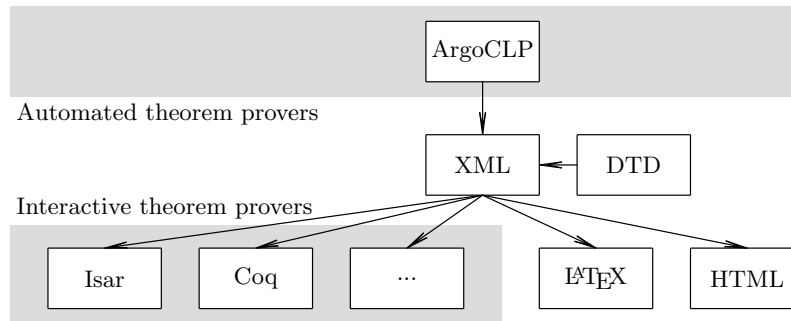 ArgoCLP
Automated theorem provers
XML
DTD
Interactive theorem provers
Isar
Coq
...
LATEX
HTML